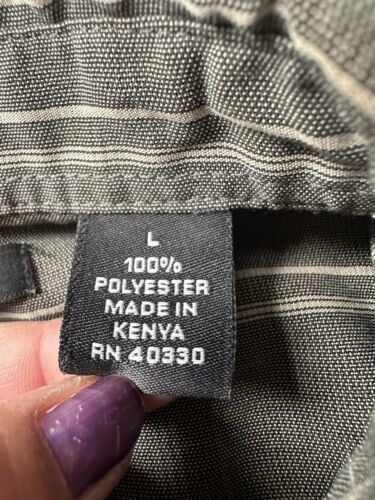 L
100%
POLYESTER
MADE IN
KENYA
RN 40330